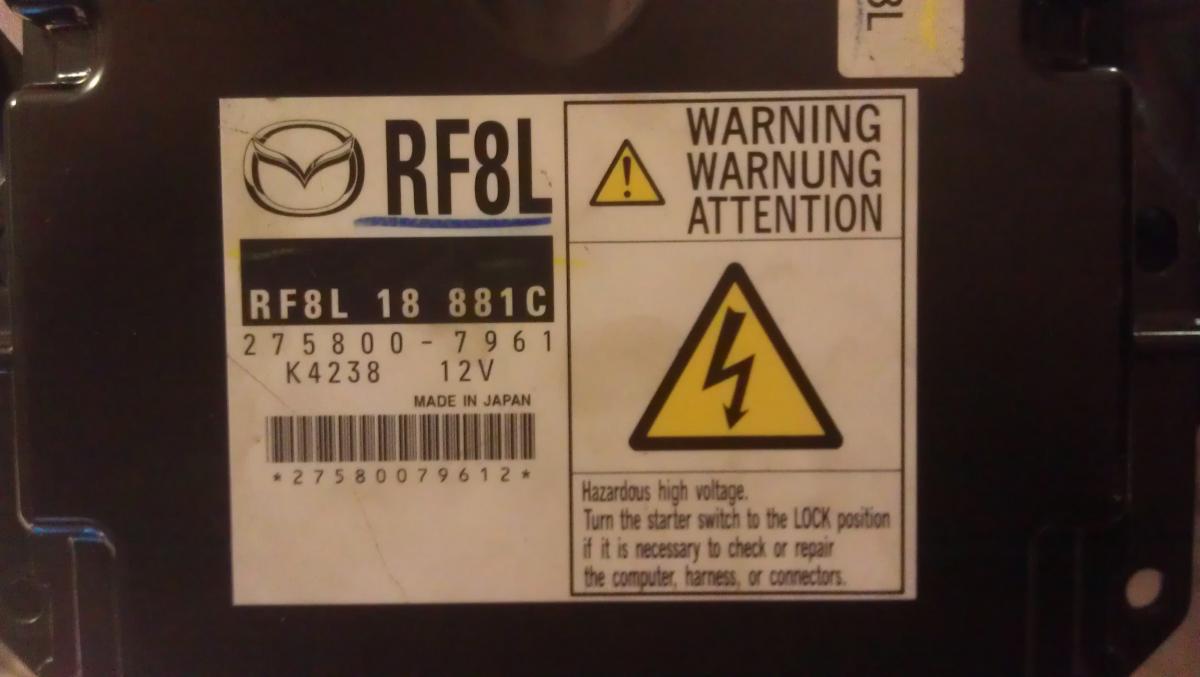 8L
RF8L
RF8L 18 881C
275800-7961
K4238 12V
MADE IN JAPAN
*27580079612*
WARNING
WARNUNG
ATTENTION
Hazardous high voltage.
Turn the starter switch to the LOCK position
if it is necessary to check or repair
the computer, harness, or connectors.